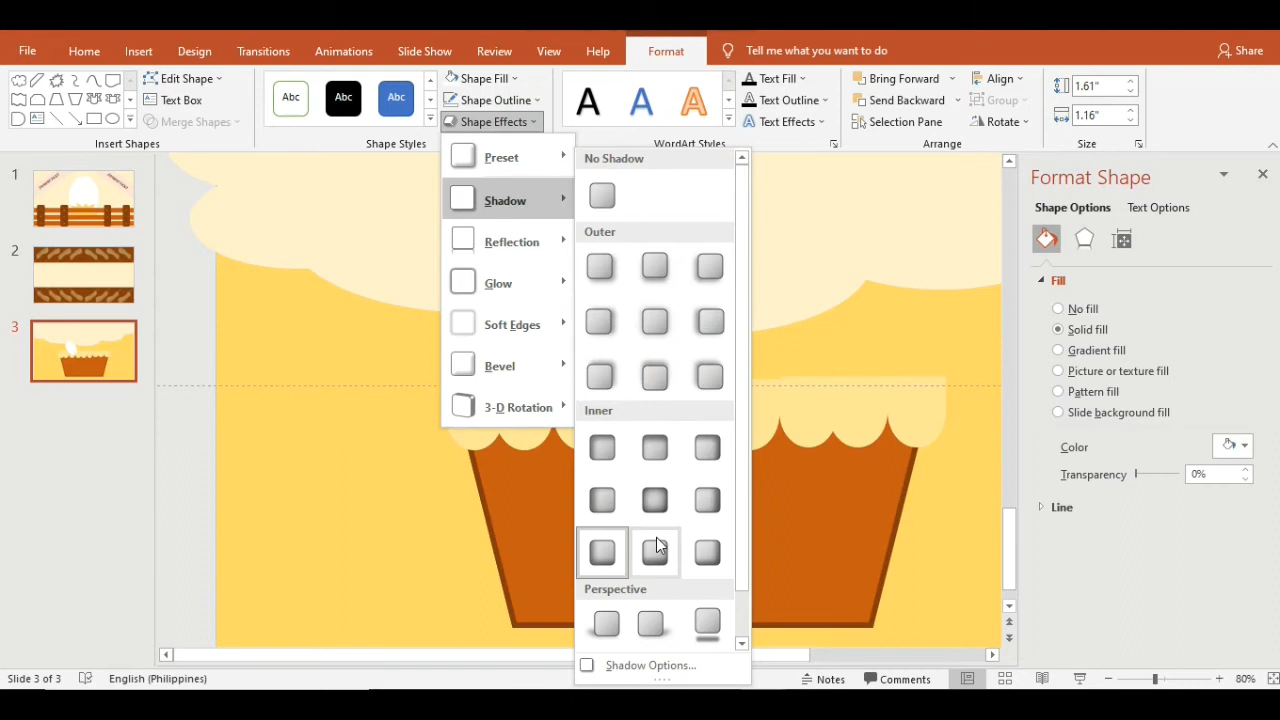 File Home Insert Design Transitions Animations Slide Show Review View Help Format Tell me what you want to do Share
Edit Shape
Text Box
Merge Shapes
Insert Shapes
Abc Abc Abc
Shape Fill
Shape Outline
Shape Effects
Shape Styles
A A A
Text Fill
Text Outline
Text Effects
WordArt Styles
Bring Forward
Send Backward
Selection Pane
Align
Group
Rotate
Arrange
1.61"
1.16"
Size
1
2
3
Preset
Shadow
Reflection
Glow
Soft Edges
Bevel
3-D Rotation
No Shadow
Outer
Inner
Perspective
Shadow Options...
Format Shape
Shape Options Text Options
Fill
No fill
Solid fill
Gradient fill
Picture or texture fill
Pattern fill
Slide background fill
Color
Transparency 0%
Line
Slide 3 of 3 English (Philippines) Notes Comments 80%